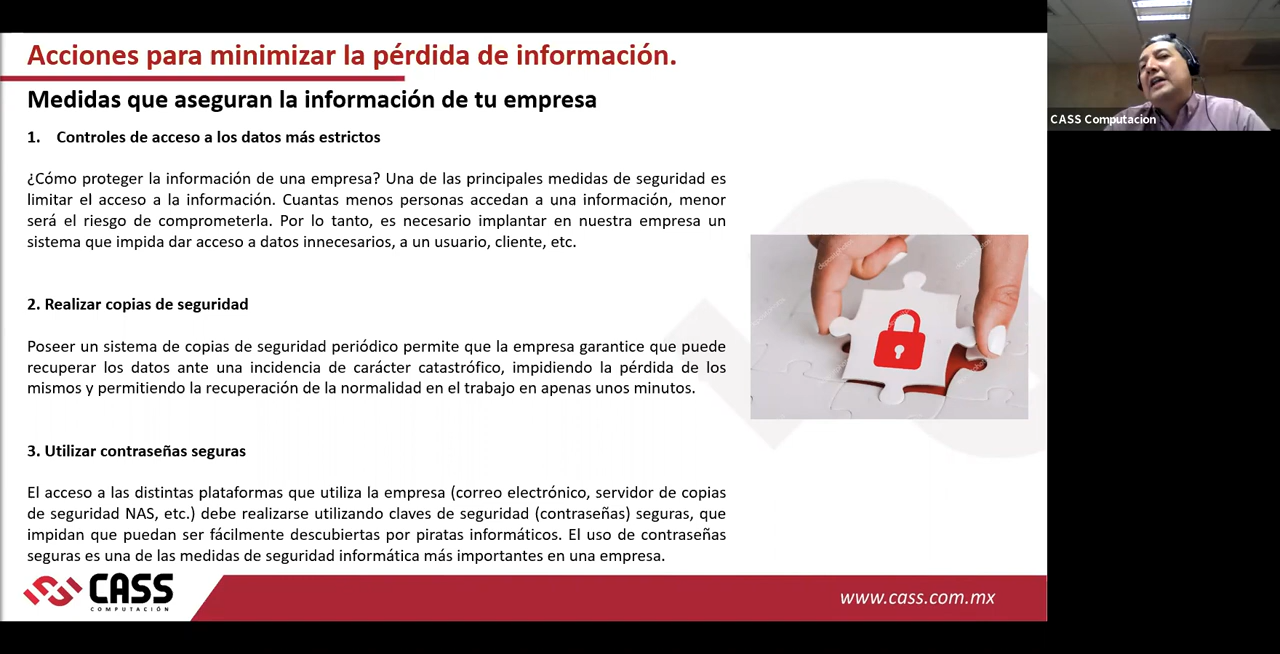 Acciones para minimizar la pérdida de información.
Medidas que aseguran la información de tu empresa
1. Controles de acceso a los datos más estrictos
¿Cómo proteger la información de una empresa? Una de las principales medidas de seguridad es
limitar el acceso a la información. Cuantas menos personas accedan a una información, menor
será el riesgo de comprometerla. Por lo tanto, es necesario implantar en nuestra empresa un
sistema que impida dar acceso a datos innecesarios, a un usuario, cliente, etc.
2. Realizar copias de seguridad
Poseer un sistema de copias de seguridad periódico permite que la empresa garantice que puede
recuperar los datos ante una incidencia de carácter catastrófico, impidiendo la pérdida de los
mismos y permitiendo la recuperación de la normalidad en el trabajo en apenas unos minutos.
3. Utilizar contraseñas seguras
El acceso a las distintas plataformas que utiliza la empresa (correo electrónico, servidor de copias
de seguridad NAS, etc.) debe realizarse utilizando claves de seguridad (contraseñas) seguras, que
impidan que puedan ser fácilmente descubiertas por piratas informáticos. El uso de contraseñas
seguras es una de las medidas de seguridad informática más importantes en una empresa.
CASS
COMPUTACIÓN
www.cass.com.mx
CASS Computacion